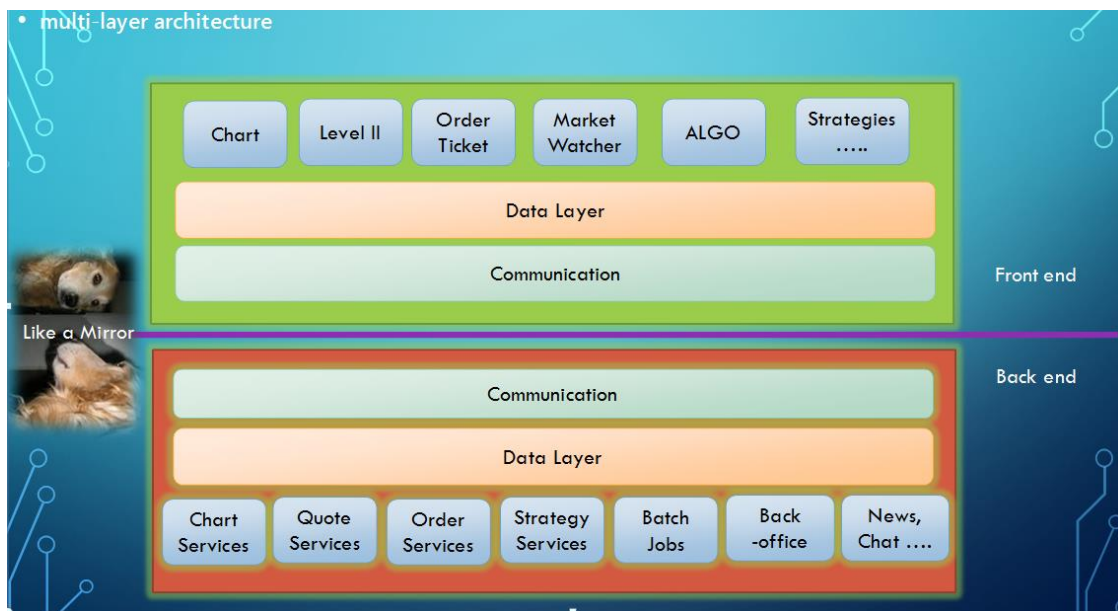 • multi-layer architecture
Chart
Level II
Order
Ticket
Market
Watcher
ALGO
Strategies
…..
Data Layer
Communication
Front end
Like a Mirror
Back end
Communication
Data Layer
Chart
Services
Quote
Services
Order
Services
Strategy
Services
Batch
Jobs
Back
-office
News,
Chat ….